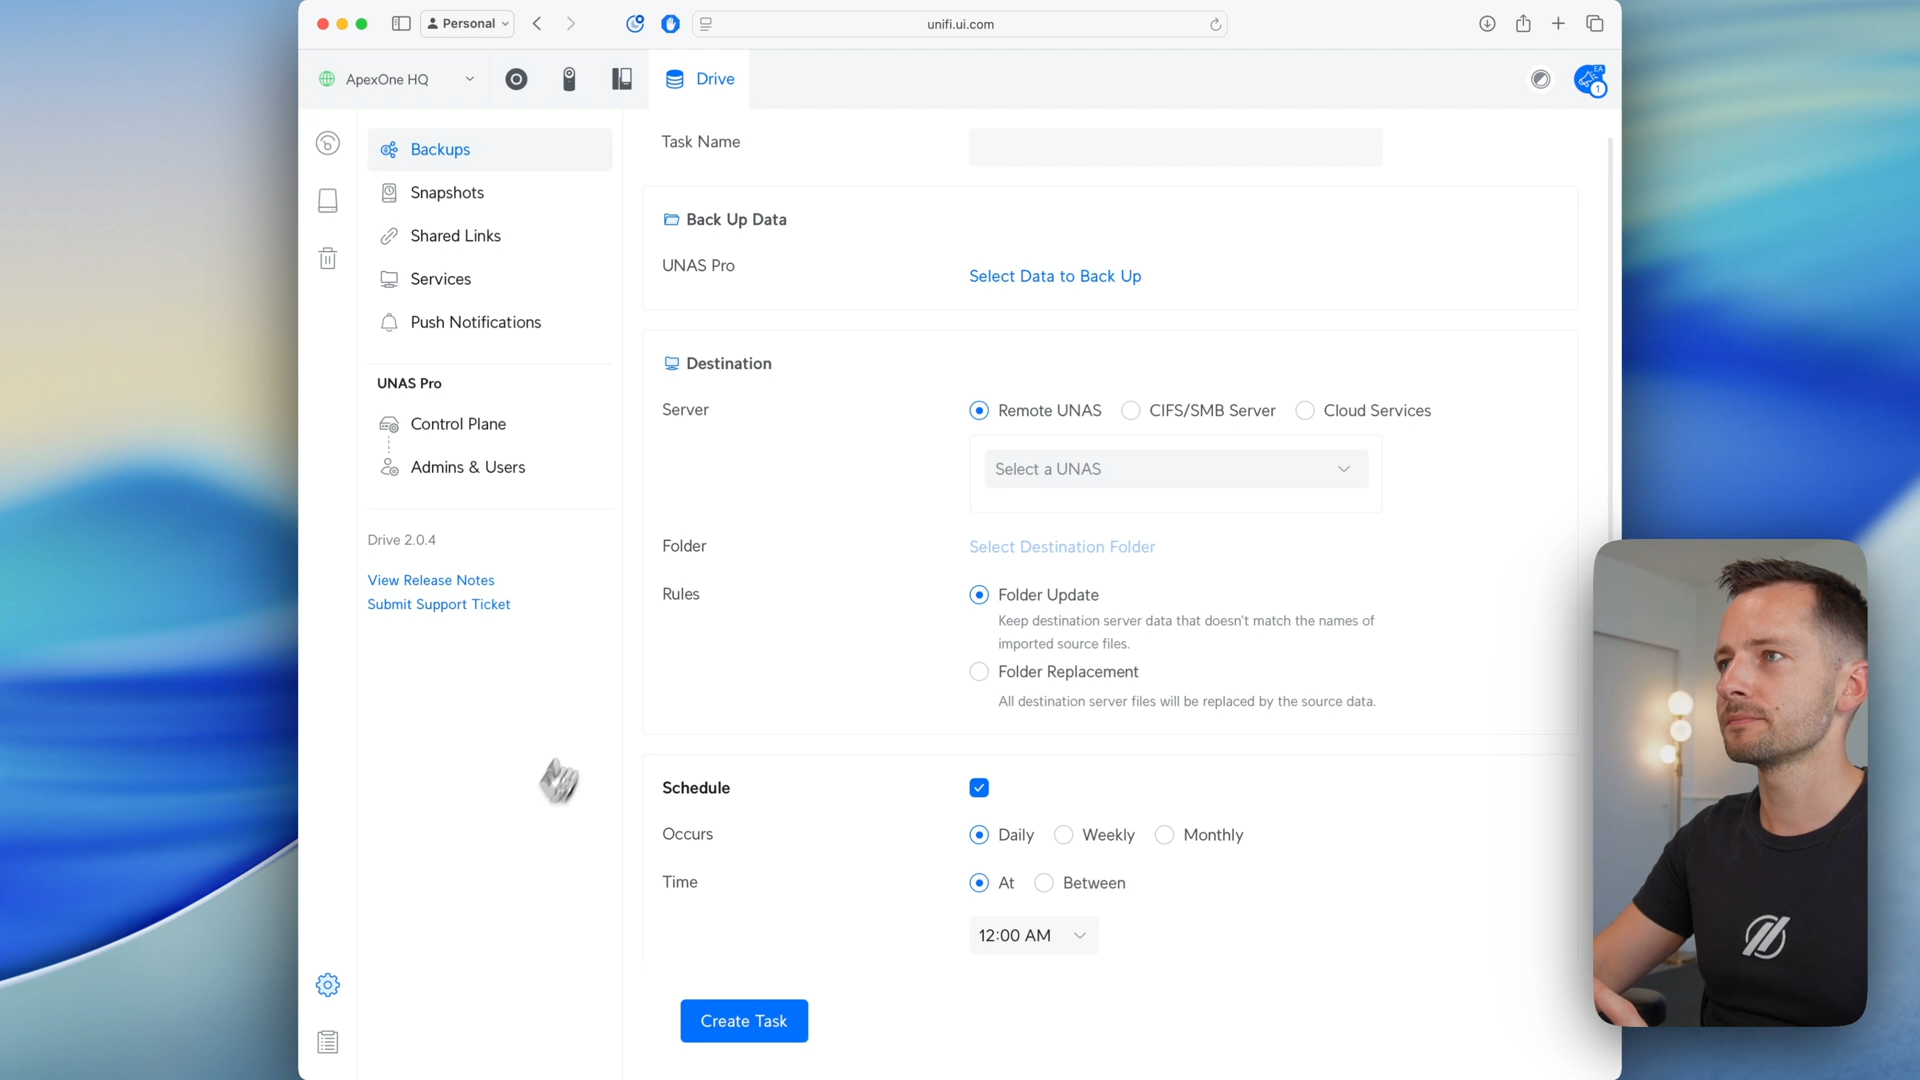 Personal
unifi.ui.com
ApexOne HQ
Drive
EA
1
Backups
Snapshots
Shared Links
Services
Push Notifications
UNAS Pro
Control Plane
Admins & Users
Drive 2.0.4
View Release Notes
Submit Support Ticket
Task Name
Back Up Data
UNAS Pro
Select Data to Back Up
Destination
Server
Remote UNAS
CIFS/SMB Server
Cloud Services
Select a UNAS
Folder
Select Destination Folder
Rules
Folder Update
Keep destination server data that doesn't match the names of
imported source files.
Folder Replacement
All destination server files will be replaced by the source data.
Schedule
Occurs
Daily
Weekly
Monthly
Time
At
Between
12:00 AM
Create Task